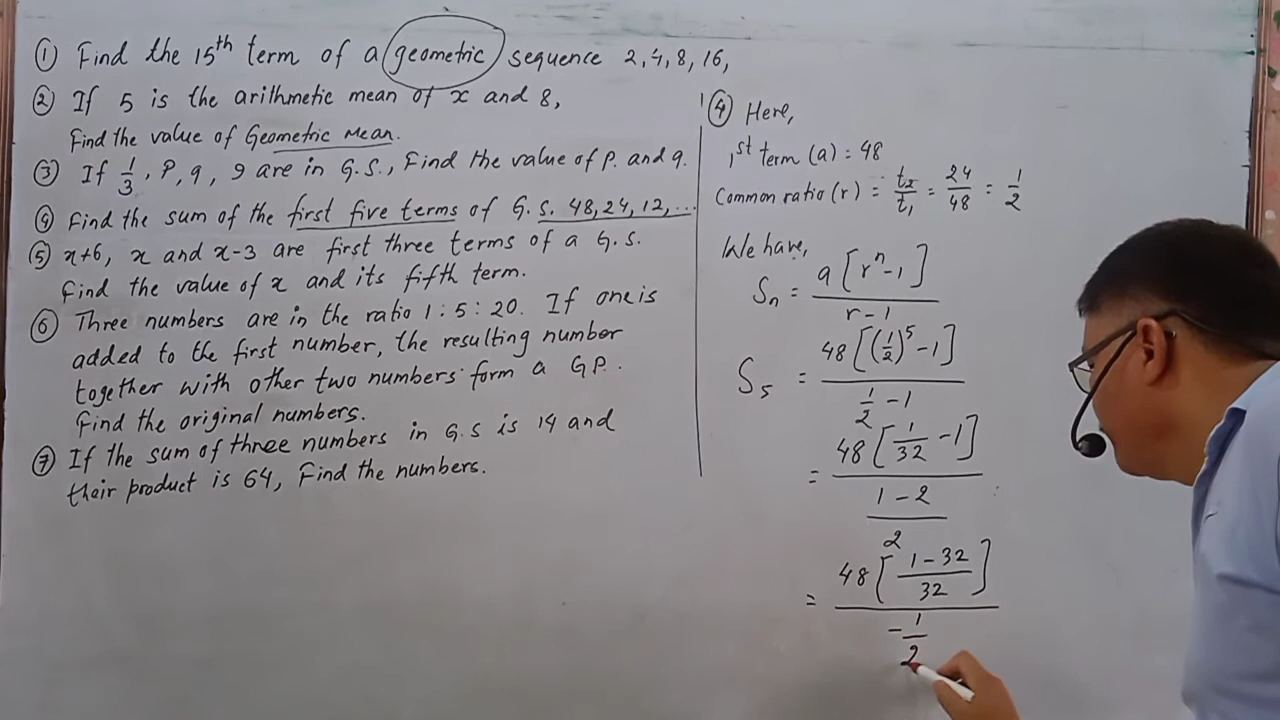 ① Find the 15th term of a geometric sequence 2, 4, 8, 16,
② If 5 is the arithmetic mean of x and 8,
Find the value of Geometric Mean.
③ If 1/3, P, q, 9 are in G.S., Find the value of P. and q.
④ Find the sum of the first five terms of G.S. 48, 24, 12, ...
⑤ x+6, x and x-3 are first three terms of a G.S.
Find the value of x and its fifth term.
⑥ Three numbers are in the ratio 1 : 5 : 20. If one is
added to the first number, the resulting number
together with other two numbers form a G.P.
Find the original numbers.
⑦ If the sum of three numbers in G.S is 14 and
their product is 64, Find the numbers.
④ Here,
1st term (a) = 48
Common ratio (r) = t2/t1 = 24/48 = 1/2
We have,
Sn = a[r^n - 1] / r - 1
S5 = 48[(1/2)^5 - 1] / 1/2 - 1
= 48[1/32 - 1] / (1 - 2)/2
= 48[(1 - 32)/32] / -1/2